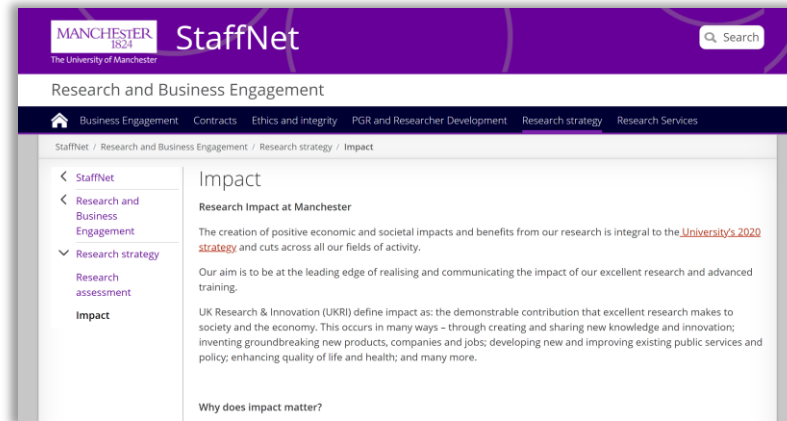 MANCHESTER
1824
The University of Manchester
StaffNet
Search
Research and Business Engagement
Business Engagement Contracts Ethics and integrity PGR and Researcher Development Research strategy Research Services
StaffNet / Research and Business Engagement / Research strategy / Impact
StaffNet
Research and
Business
Engagement
Research strategy
Research
assessment
Impact
Impact
Research Impact at Manchester
The creation of positive economic and societal impacts and benefits from our research is integral to the University's 2020
strategy and cuts across all our fields of activity.
Our aim is to be at the leading edge of realising and communicating the impact of our excellent research and advanced
training.
UK Research & Innovation (UKRI) define impact as: the demonstrable contribution that excellent research makes to
society and the economy. This occurs in many ways – through creating and sharing new knowledge and innovation;
inventing groundbreaking new products, companies and jobs; developing new and improving existing public services and
policy; enhancing quality of life and health; and many more.
Why does impact matter?